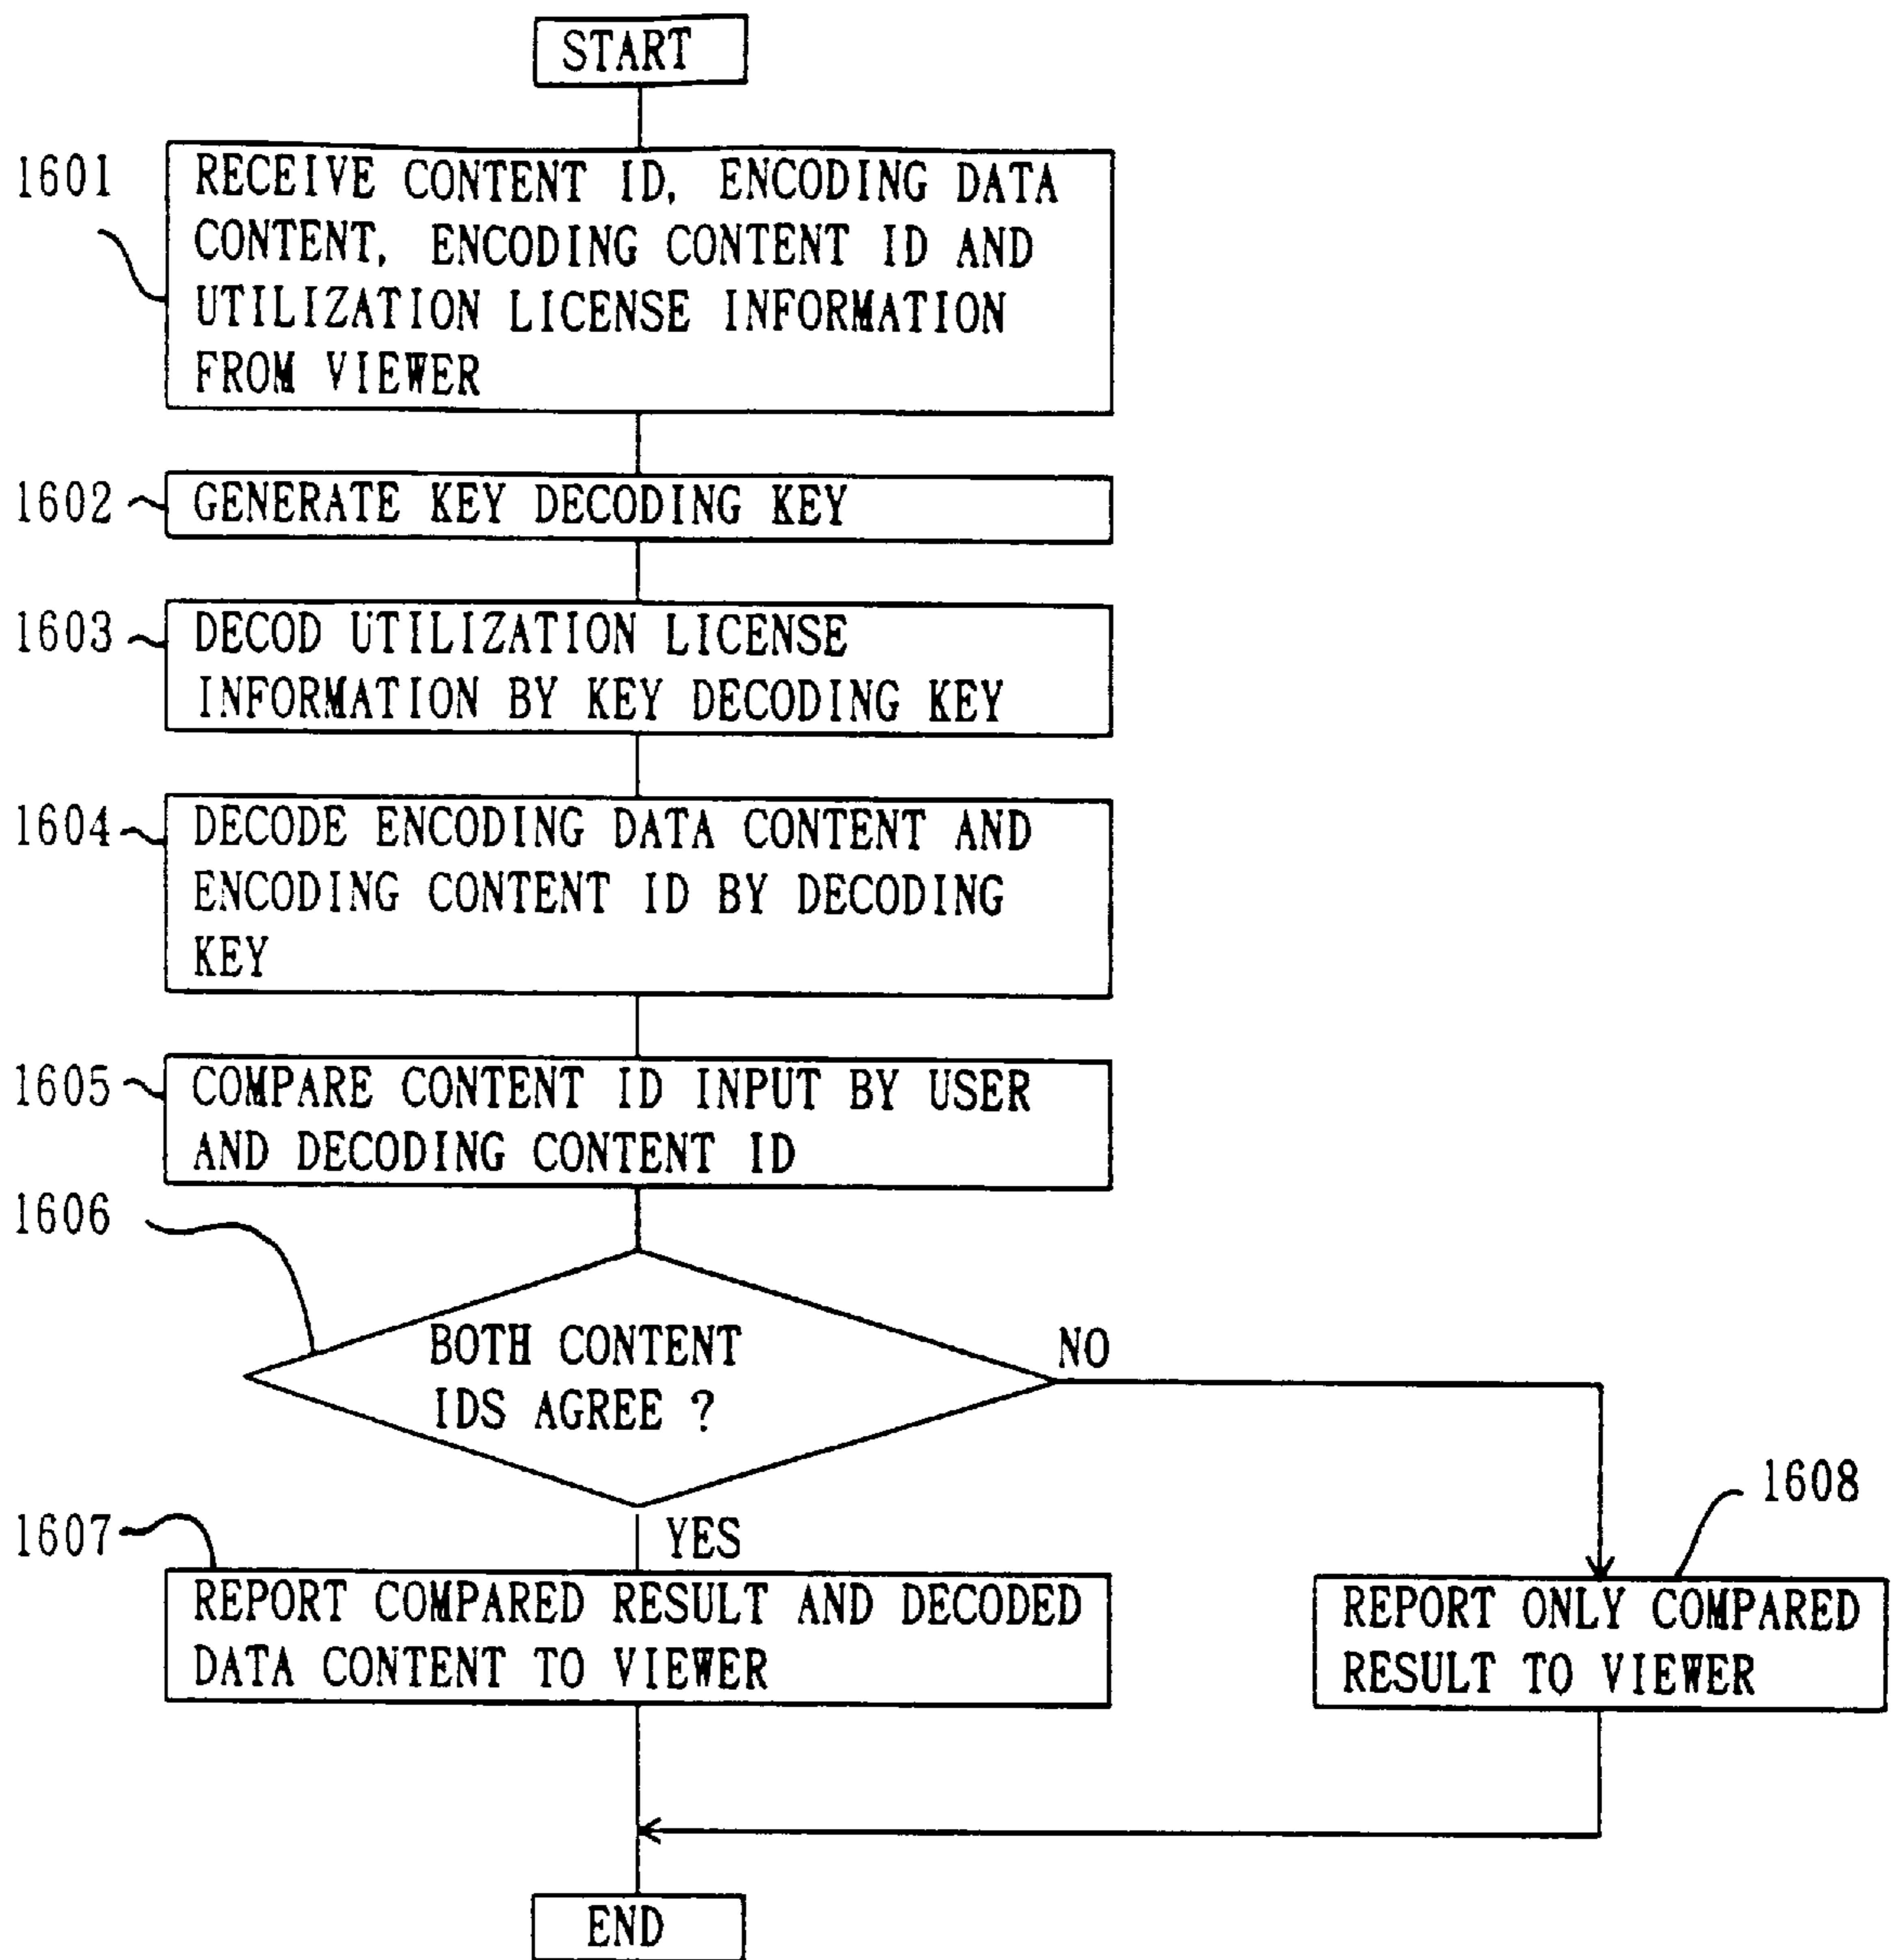 START
1601
RECEIVE CONTENT ID, ENCODING DATA
CONTENT, ENCODING CONTENT ID AND
UTILIZATION LICENSE INFORMATION
FROM VIEWER
1602
GENERATE KEY DECODING KEY
1603
DECOD UTILIZATION LICENSE
INFORMATION BY KEY DECODING KEY
1604
DECODE ENCODING DATA CONTENT AND
ENCODING CONTENT ID BY DECODING
KEY
1605
COMPARE CONTENT ID INPUT BY USER
AND DECODING CONTENT ID
1606
BOTH CONTENT
IDS AGREE ?
NO
YES
1607
REPORT COMPARED RESULT AND DECODED
DATA CONTENT TO VIEWER
1608
REPORT ONLY COMPARED
RESULT TO VIEWER
END